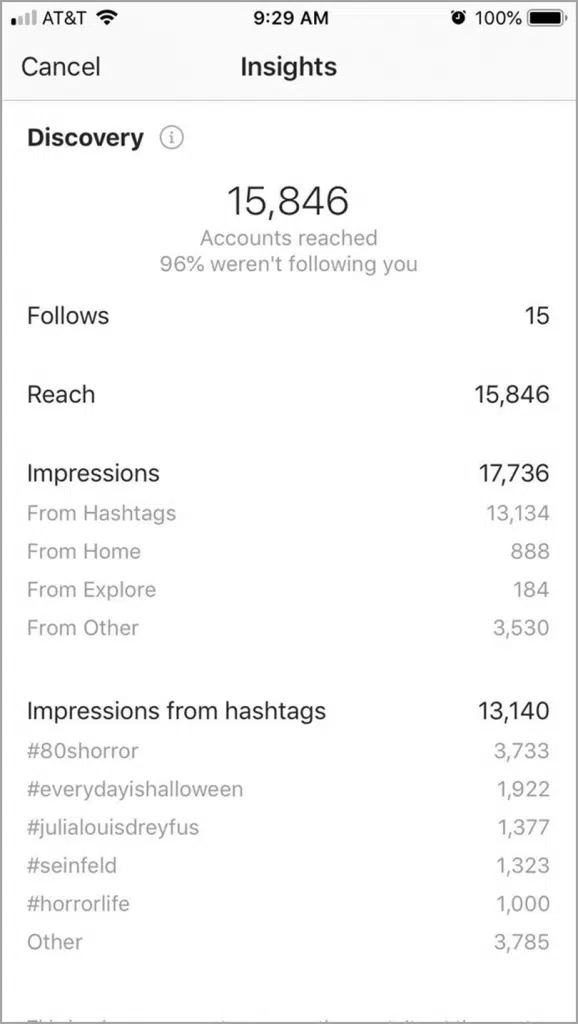 AT&T 9:29 AM 100%
Cancel Insights
Discovery
15,846
Accounts reached
96% weren't following you
Follows 15
Reach 15,846
Impressions 17,736
From Hashtags 13,134
From Home 888
From Explore 184
From Other 3,530
Impressions from hashtags 13,140
#80shorror 3,733
#everydayishalloween 1,922
#julialouisdreyfus 1,377
#seinfeld 1,323
#horrorlife 1,000
Other 3,785